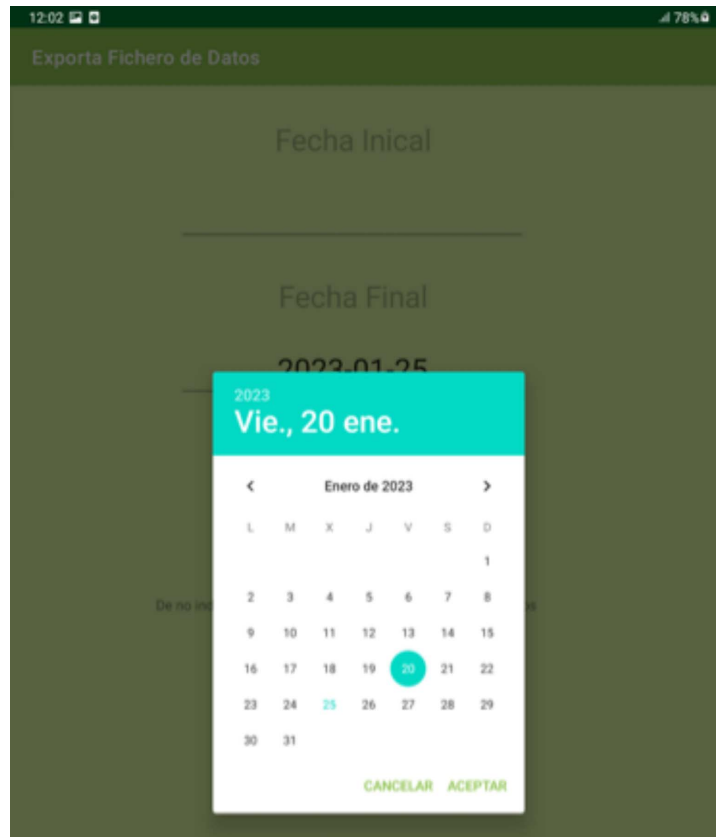 12:02 78%
Exporta Fichero de Datos
Fecha Inical
Fecha Final
2023-01-25
2023
Vie., 20 ene.
Enero de 2023
L M X J V S D
1
2 3 4 5 6 7 8
9 10 11 12 13 14 15
16 17 18 19 20 21 22
23 24 25 26 27 28 29
30 31
De no
CANCELAR ACEPTAR